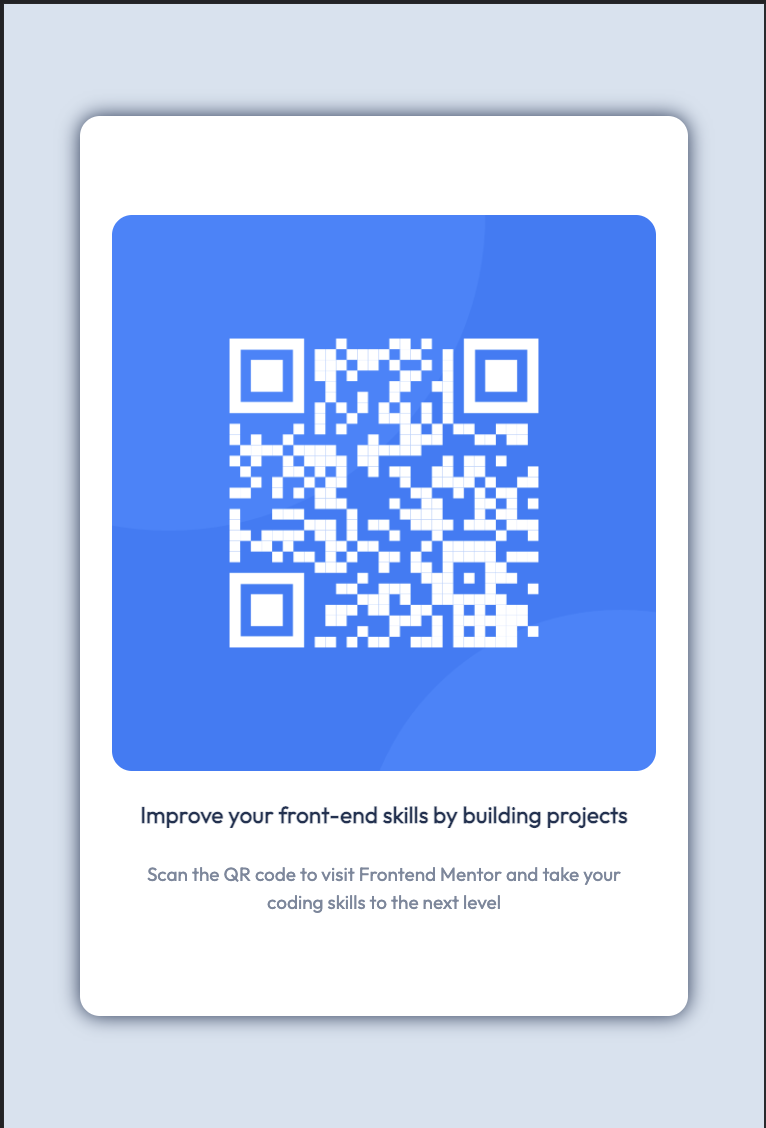 Improve your front-end skills by building projects
Scan the QR code to visit Frontend Mentor and take your
coding skills to the next level